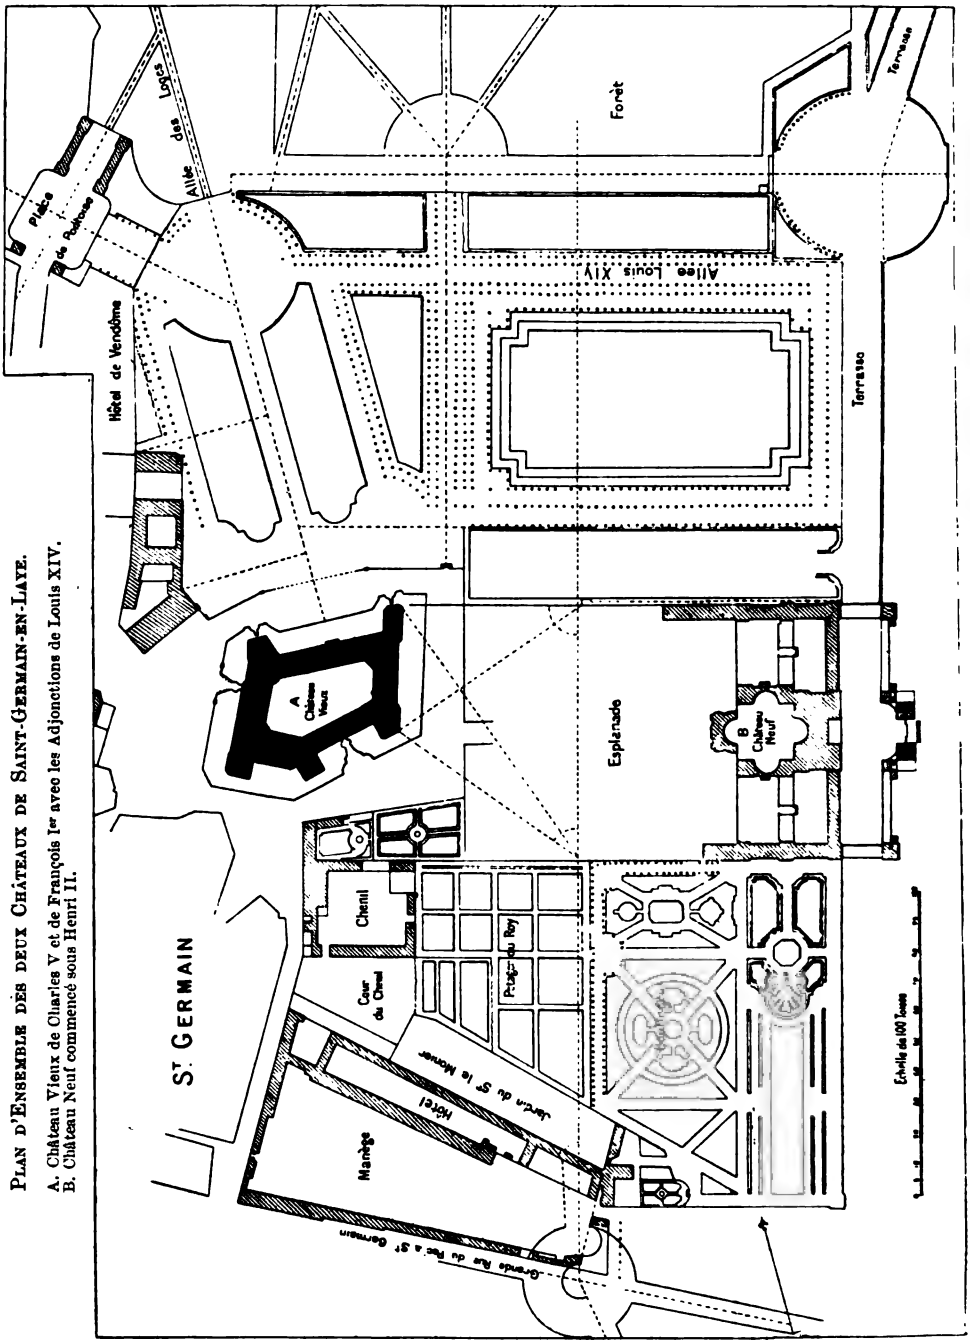 PLAN D'ENSEMBLE DES DEUX CHÂTEAUX DE SAINT-GERMAIN-EN-LAYE.
A. Château Vieux de Charles V et de François Ier avec les Adjonctions de Louis XIV.
B. Château Neuf commencé sous Henri II.
ST GERMAIN
Place
de Pontoise
Allée des Loges
Hôtel de Vendôme
Forêt
Terrasse
Allée Louis XIV
Terrasse
A
Château
Vieux
Esplanade
B
Château
Neuf
Chenil
Cour
du Chenil
Potager du Roy
Jardin du Sr le Monier
Hôtel
Manège
Grande Rue du Pec a St Germain
Echelle de 100 Toises